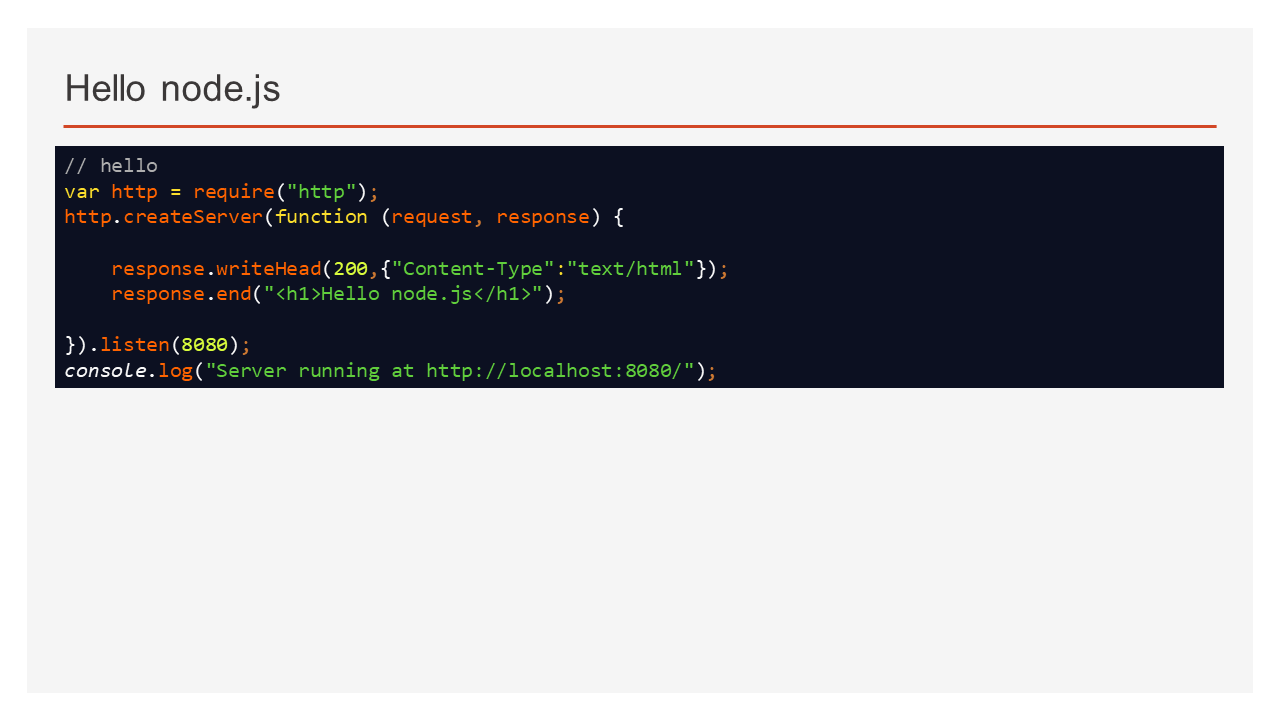 Hello node.js
// hello
var http = require("http");
http.createServer(function (request, response) {
    response.writeHead(200,{"Content-Type":"text/html"});
    response.end("<h1>Hello node.js</h1>");
}).listen(8080);
console.log("Server running at http://localhost:8080/");